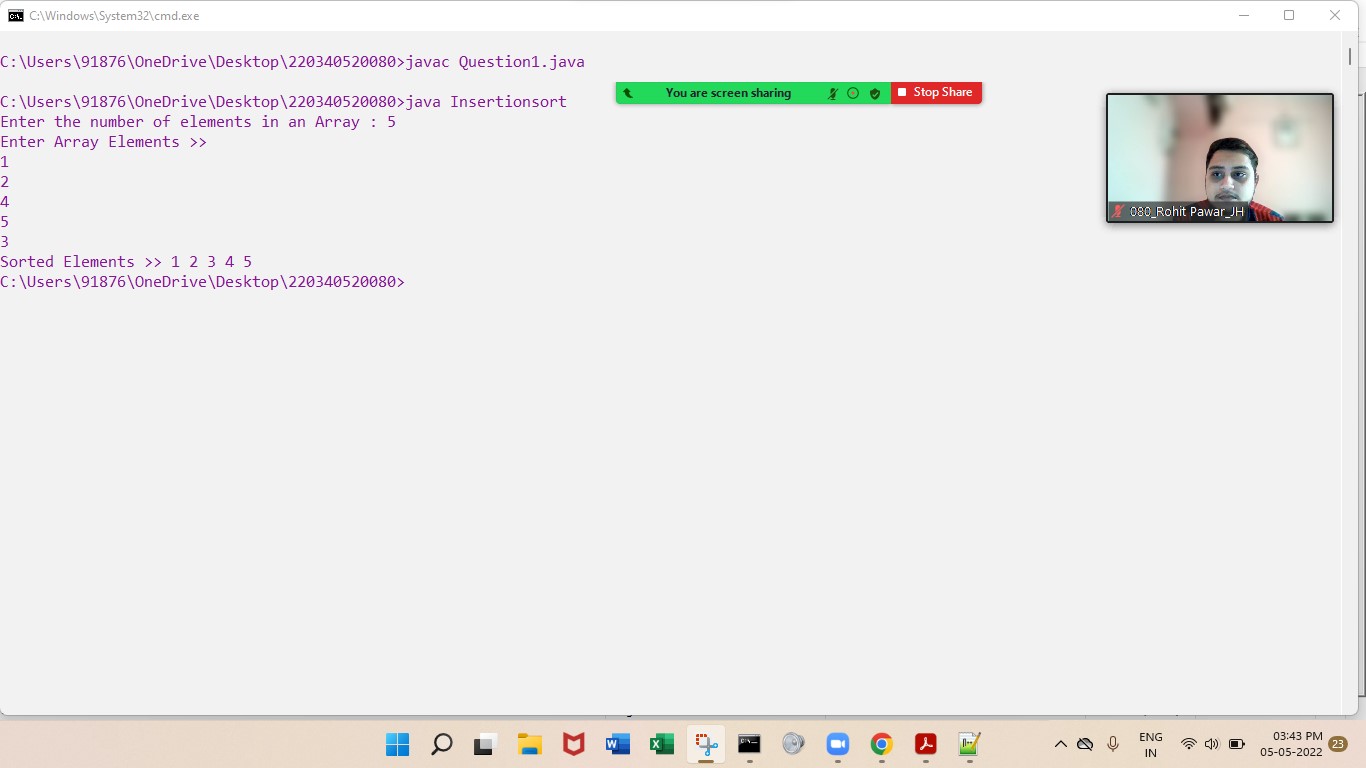 C:\Windows\System32\cmd.exe
C:\Users\91876\OneDrive\Desktop\220340520080>javac Question1.java
You are screen sharing
Stop Share
C:\Users\91876\OneDrive\Desktop\220340520080>java Insertionsort
Enter the number of elements in an Array : 5
Enter Array Elements >>
1
2
4
5
3
Sorted Elements >> 1 2 3 4 5
C:\Users\91876\OneDrive\Desktop\220340520080>
080_Rohit Pawar_JH
ENG
IN
03:43 PM
05-05-2022
23